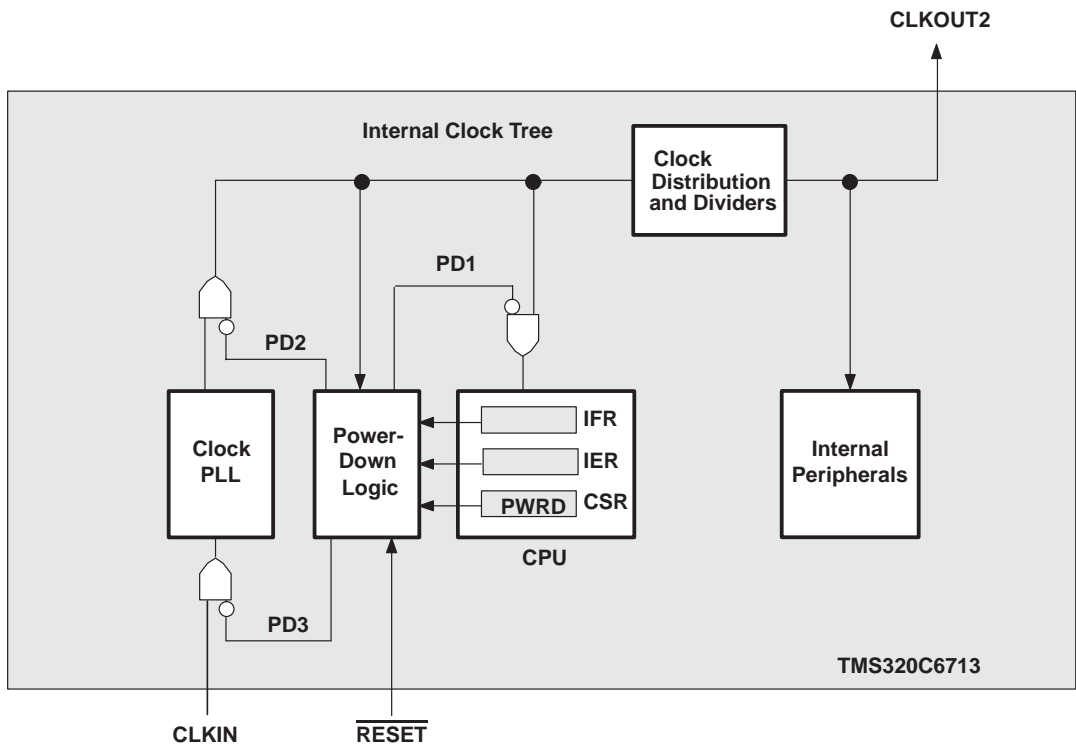 CLKOUT2
Internal Clock Tree
Clock
Distribution
and Dividers
PD1
PD2
Clock
PLL
Power-
Down
Logic
IFR
IER
PWRD CSR
CPU
Internal
Peripherals
PD3
TMS320C6713
CLKIN
RESET